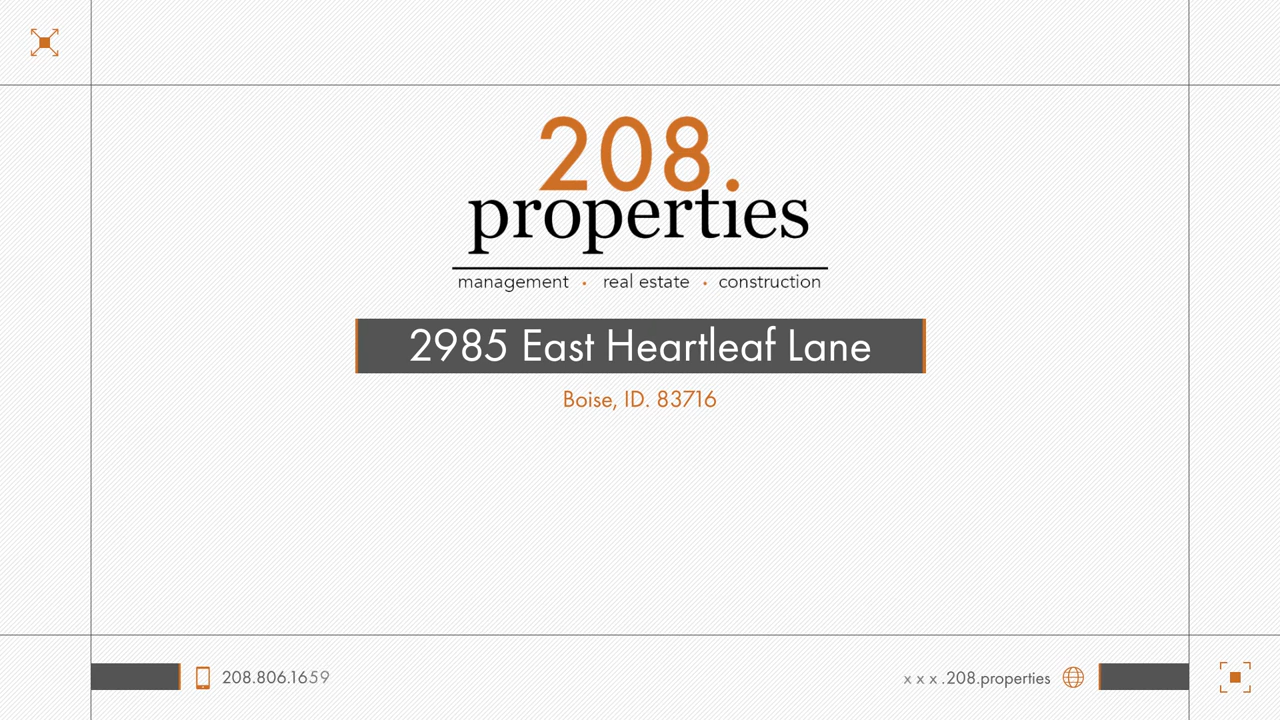 208.
properties
management • real estate • construction
2985 East Heartleaf Lane
Boise, ID. 83716
208.806.1659
x x x .208.properties